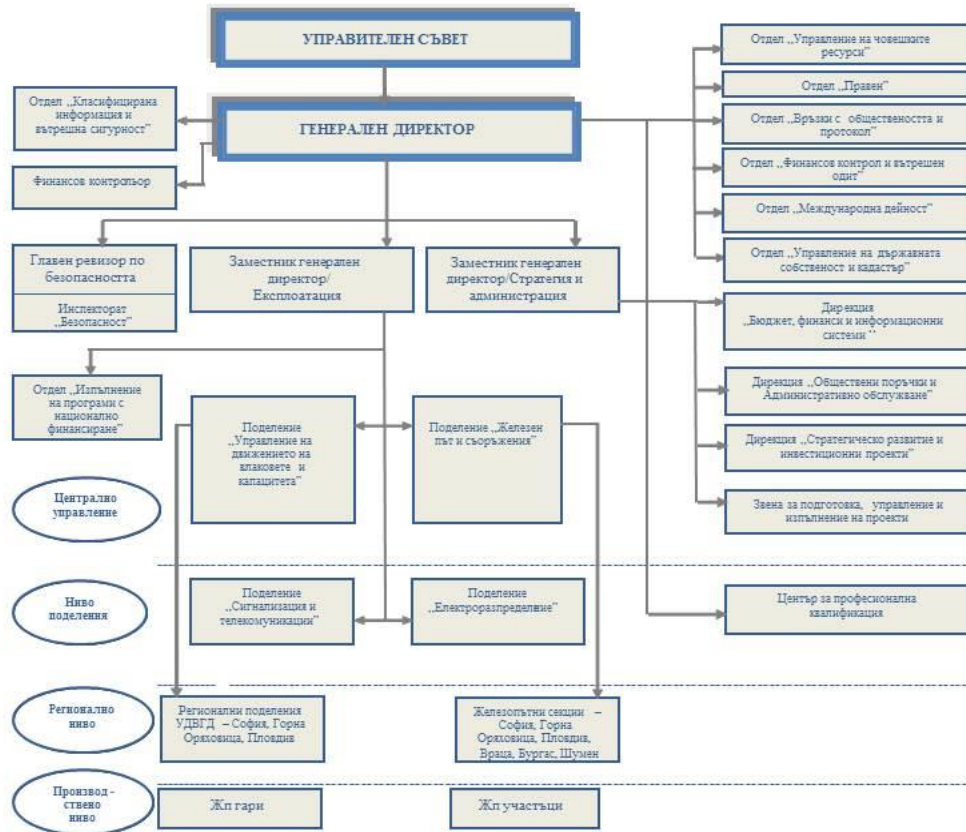 УПРАВИТЕЛЕН СЪВЕТ
ГЕНЕРАЛЕН ДИРЕКТОР
Отдел „Класифицирана
информация и
вътрешна сигурност”
Финансов контрольор
Отдел „Управление на човешките
ресурси”
Отдел „Правен”
Отдел „Връзки с обществеността и
протокол”
Отдел „Финансов контрол и вътрешен
одит”
Отдел „Международна дейност”
Отдел „Управление на държавната
собственост и кадастър”
Главен ревизор по
безопасността
Инспекторат
„Безопасност”
Заместник генерален
директор/
Експлоатация
Заместник генерален
директор/Стратегия и
администрация
Дирекция
„Бюджет, финанси и информационни
системи”
Дирекция „Обществени поръчки и
Административно обслужване”
Дирекция „Стратегическо развитие и
инвестиционни проекти”
Звена за подготовка, управление и
изпълнение на проекти
Отдел „Изпълнение
на програми с
национално
финансиране”
Поделение
„Управление на
движението на
влаковете и
капацитета”
Поделение „Железен
път и съоръжения”
Централно
управление
Ниво
поделения
Поделение
„Сигнализация и
телекомуникации”
Поделение
„Електроразпределяние”
Център за професионална
квалификация
Регионално
ниво
Регионални поделения
УДВГД – София, Горна
Оряховица, Пловдив
Железопътни секции –
София, Горна
Оряховица, Пловдив,
Враца, Бургас, Шумен
Производ -
ствено
ниво
Жп гари
Жп участъци